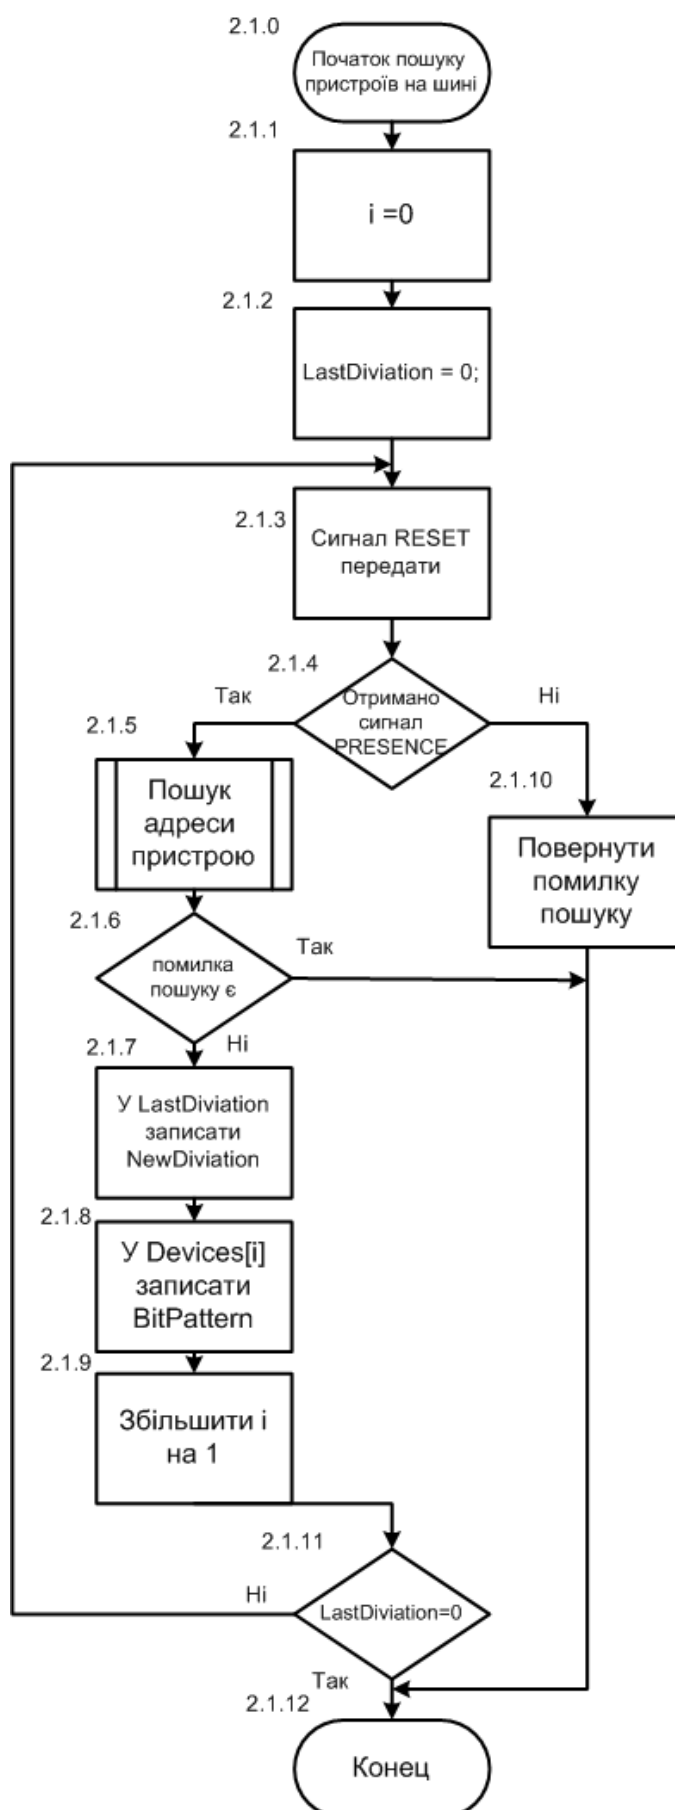 2.1.0
Початок пошуку
пристроїв на шині
2.1.1
i =0
2.1.2
LastDiviation = 0;
2.1.3
Сигнал RESET
передати
2.1.4
Отримано
сигнал
PRESENCE
Так
Ні
2.1.5
Пошук
адреси
пристрою
2.1.10
Повернути
помилку
пошуку
2.1.6
помилка
пошуку є
Так
Ні
2.1.7
У LastDiviation
записати
NewDiviation
2.1.8
У Devices[i]
записати
BitPattern
2.1.9
Збільшити і
на 1
2.1.11
Ні
LastDiviation=0
Так
2.1.12
Конец